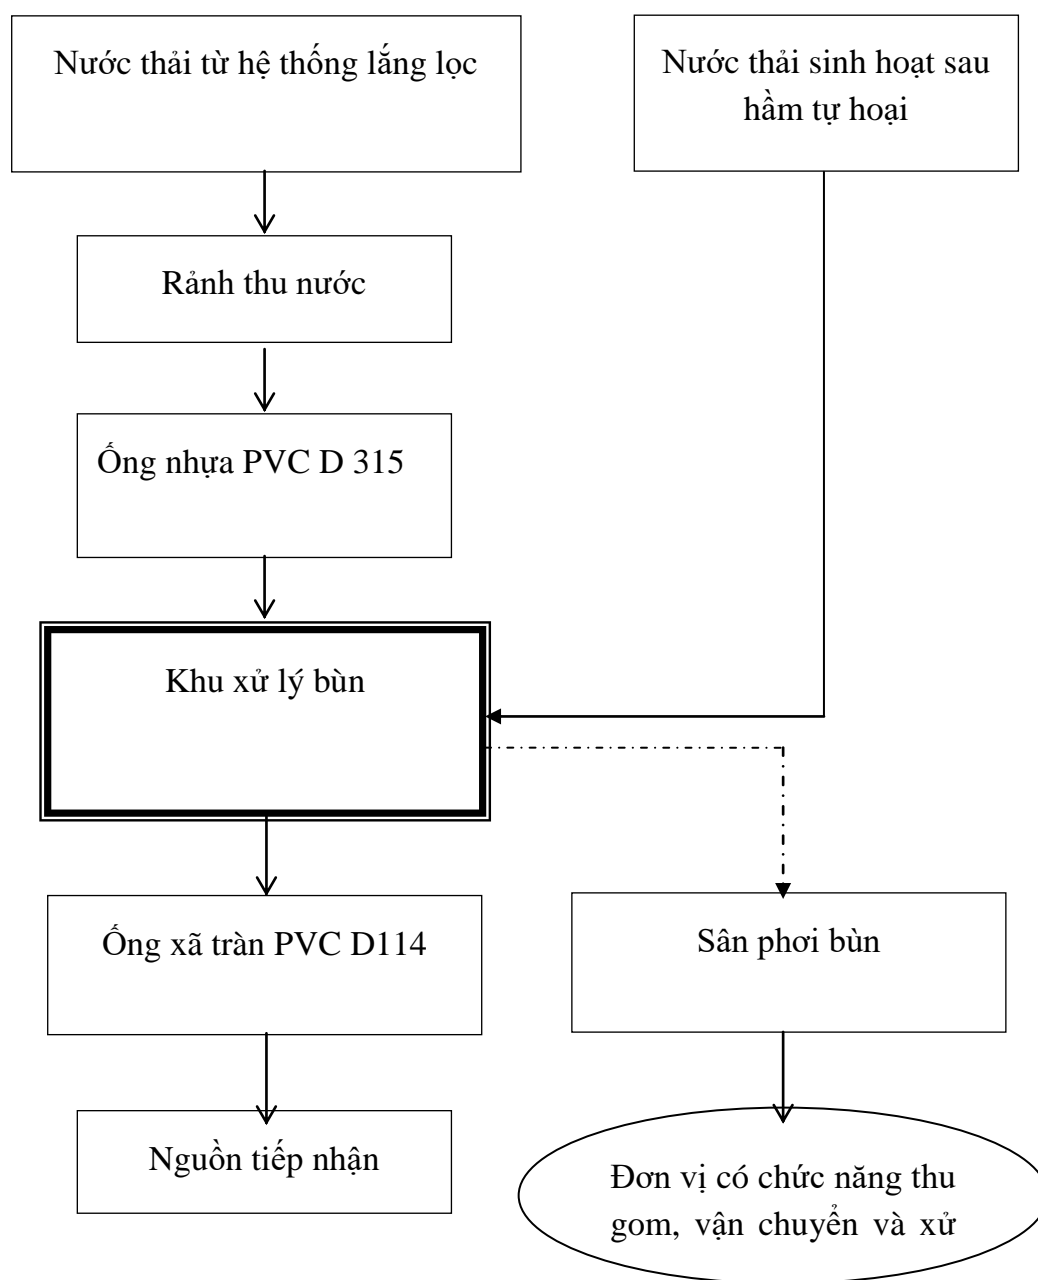 Nước thải từ hệ thống lắng lọc
Nước thải sinh hoạt sau
hầm tự hoại
Rảnh thu nước
Ống nhựa PVC D 315
Khu xử lý bùn
Ống xã tràn PVC D114
Sân phơi bùn
Nguồn tiếp nhận
Đơn vị có chức năng thu
gom, vận chuyển và xử